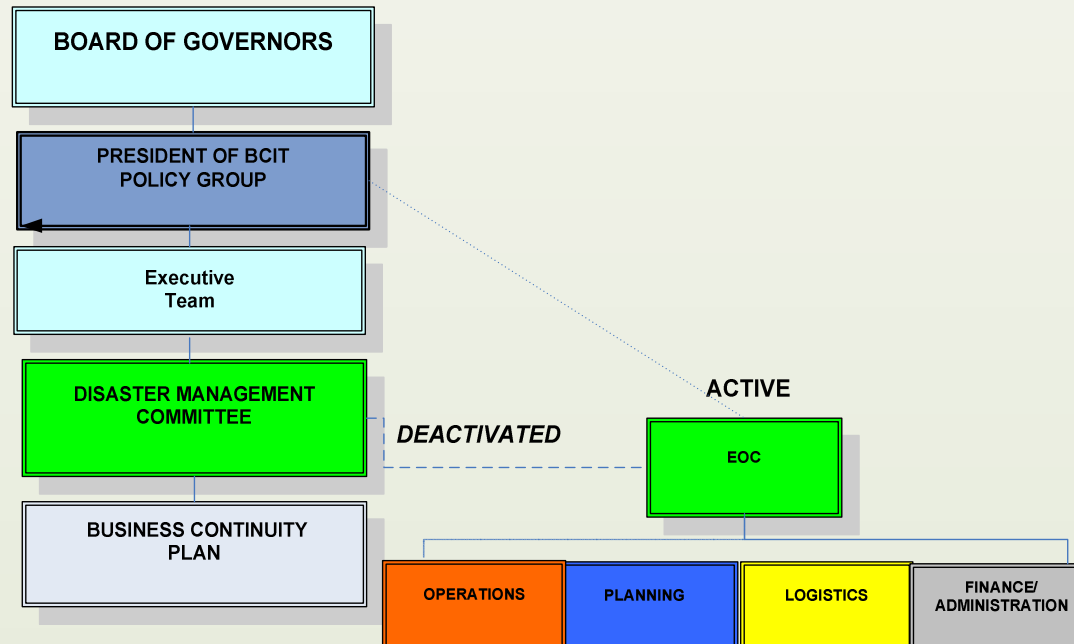 BOARD OF GOVERNORS
PRESIDENT OF BCIT
POLICY GROUP
Executive
Team
DISASTER MANAGEMENT
COMMITTEE
BUSINESS CONTINUITY
PLAN
DEACTIVATED
ACTIVE
EOC
OPERATIONS
PLANNING
LOGISTICS
FINANCE/
ADMINISTRATION